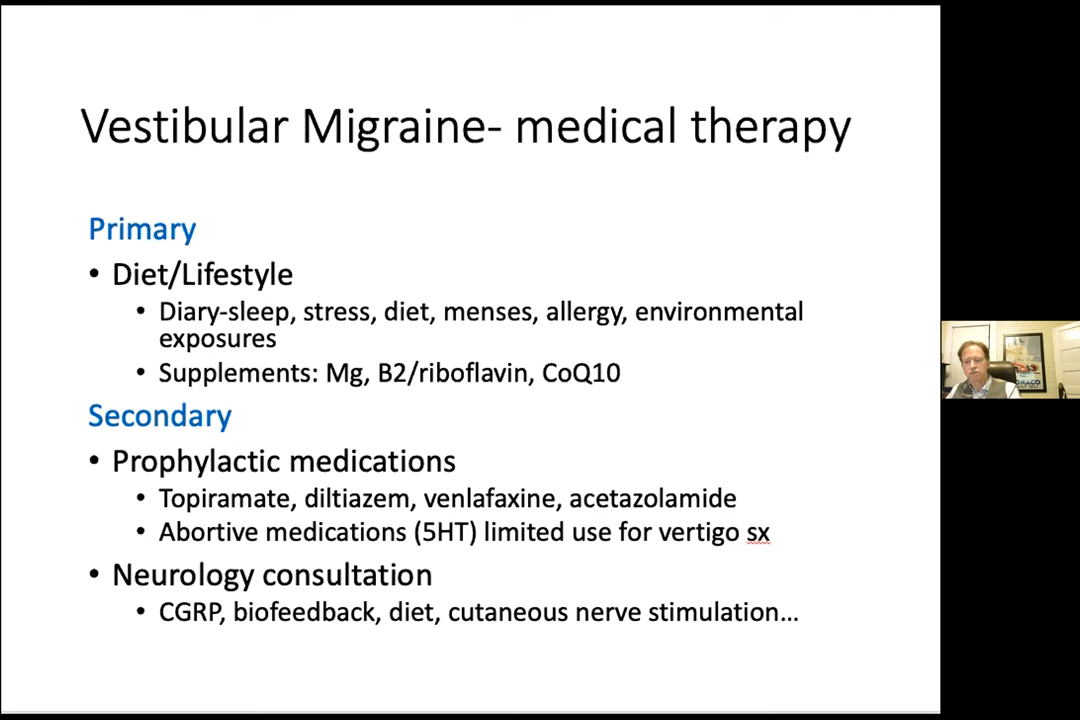 Vestibular Migraine- medical therapy
Primary
• Diet/Lifestyle
• Diary-sleep, stress, diet, menses, allergy, environmental
exposures
• Supplements: Mg, B2/riboflavin, CoQ10
Secondary
• Prophylactic medications
• Topiramate, diltiazem, venlafaxine, acetazolamide
• Abortive medications (5HT) limited use for vertigo sx
• Neurology consultation
• CGRP, biofeedback, diet, cutaneous nerve stimulation...